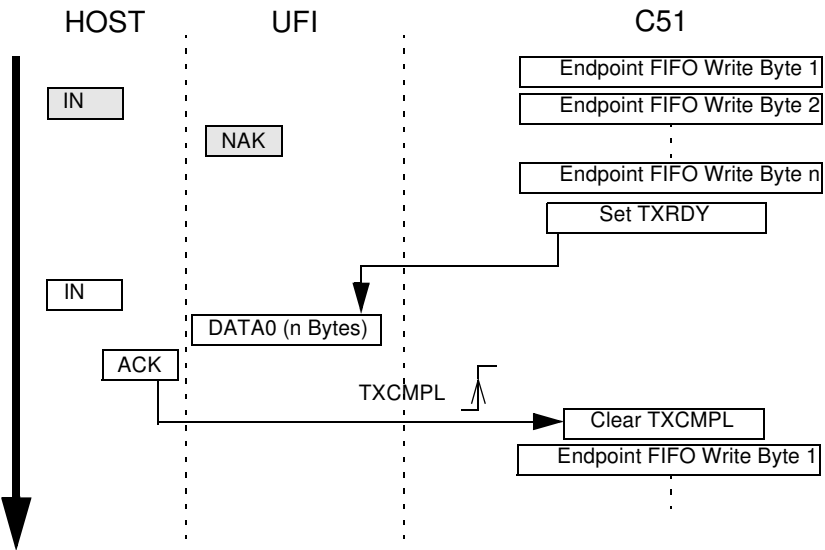 HOST UFI C51
Endpoint FIFO Write Byte 1
IN
Endpoint FIFO Write Byte 2
NAK
Endpoint FIFO Write Byte n
Set TXRDY
IN
DATA0 (n Bytes)
ACK
TXCMPL
Clear TXCMPL
Endpoint FIFO Write Byte 1